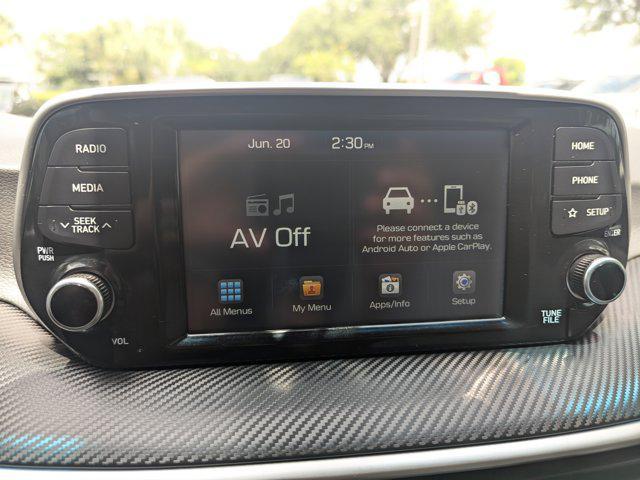 Jun. 20 2:30 PM
RADIO
MEDIA
SEEK
TRACK
PWR
PUSH
VOL
AV Off
Please connect a device
for more features such as
Android Auto or Apple CarPlay.
All Menus
My Menu
Apps/Info
Setup
HOME
PHONE
SETUP
ENTER
TUNE
FILE